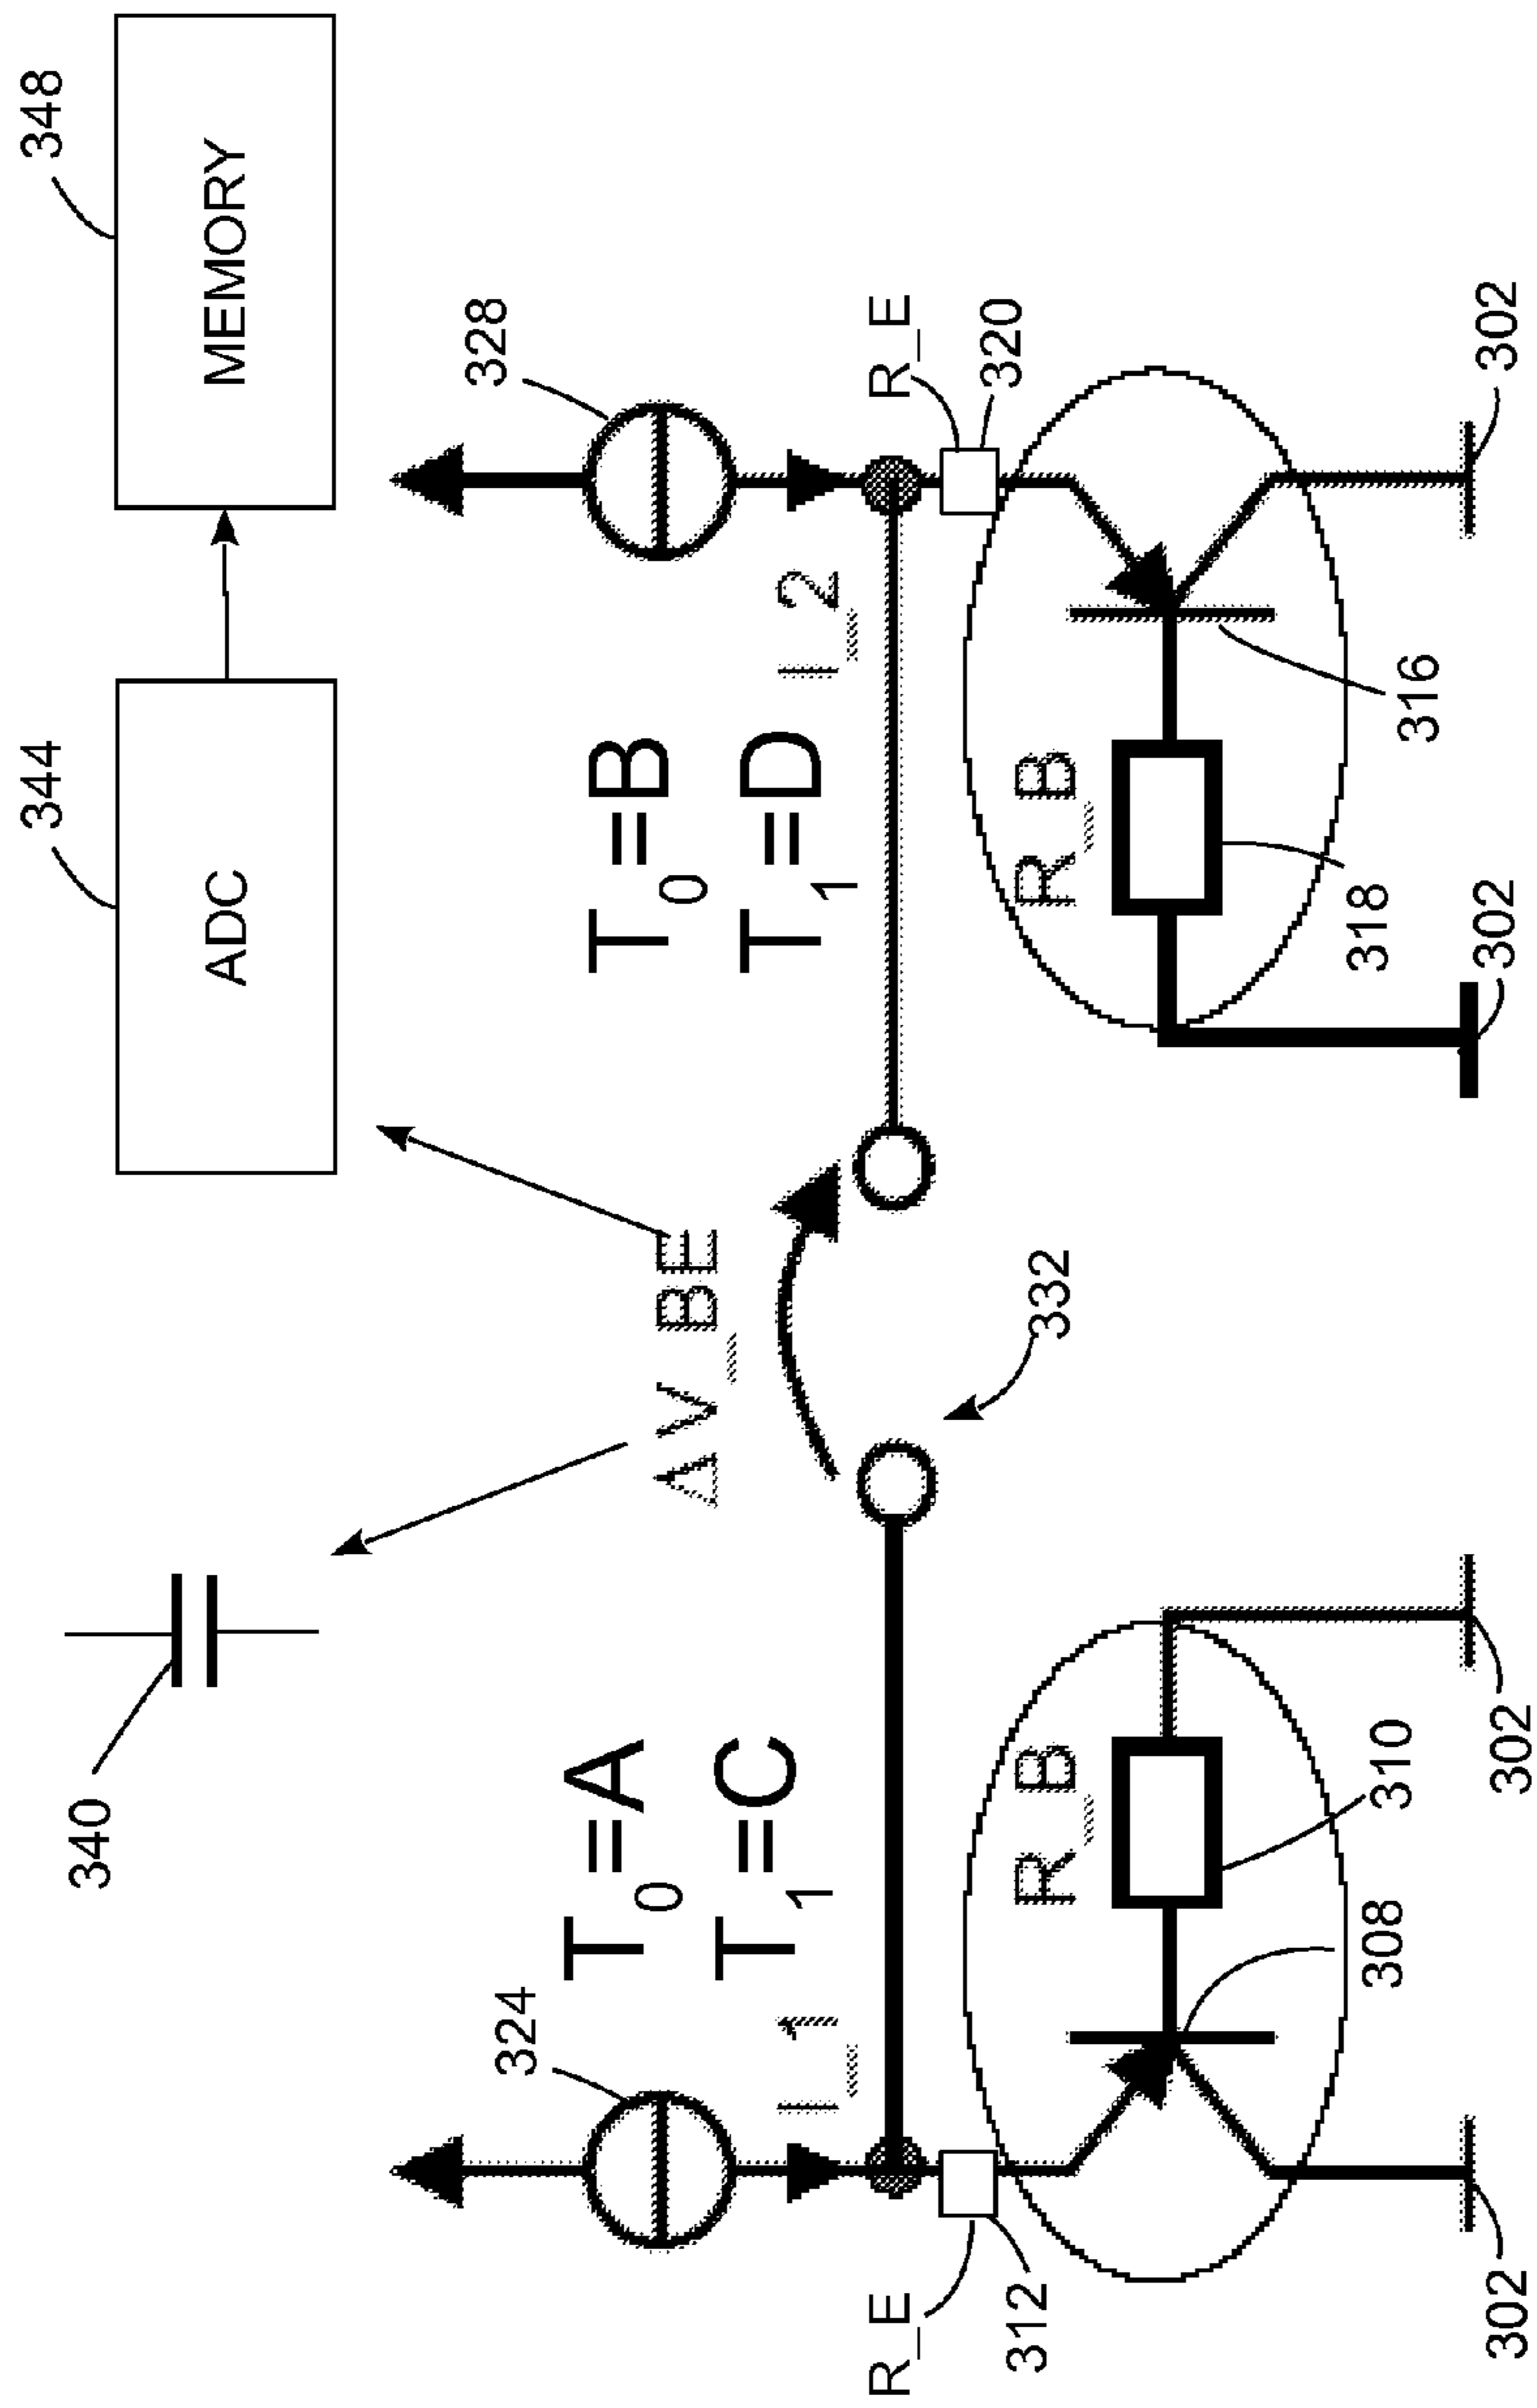 340
344
348
ADC
MEMORY
ΔV_BE
324
T0=A
T1=C
I_1
T0=B
T1=D
I_2
328
332
R_E
312
R_B
R_B
R_E
320
308
310
318
316
302
302
302
302